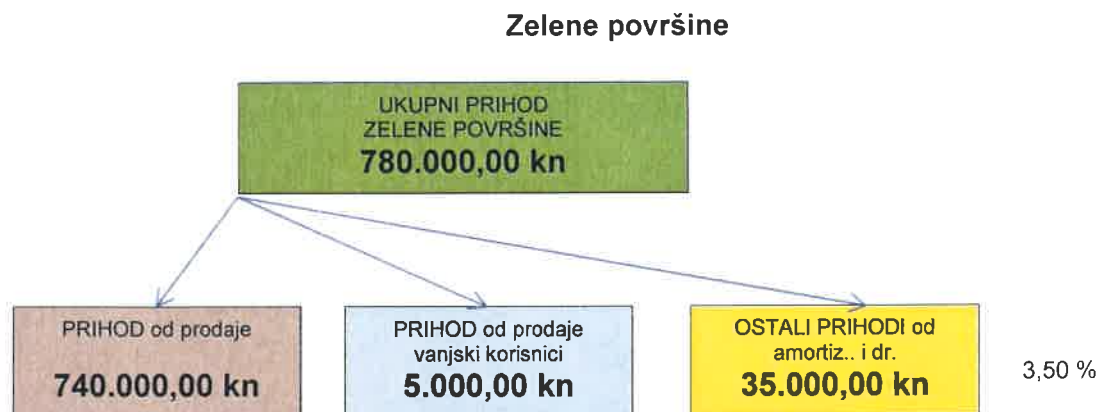 Zelene površine
UKUPNI PRIHOD
ZELENE POVRŠINE
780.000,00 kn
PRIHOD od prodaje
740.000,00 kn
PRIHOD od prodaje
vanjski korisnici
5.000,00 kn
OSTALI PRIHODI od
amortiz.. i dr.
35.000,00 kn
3,50 %